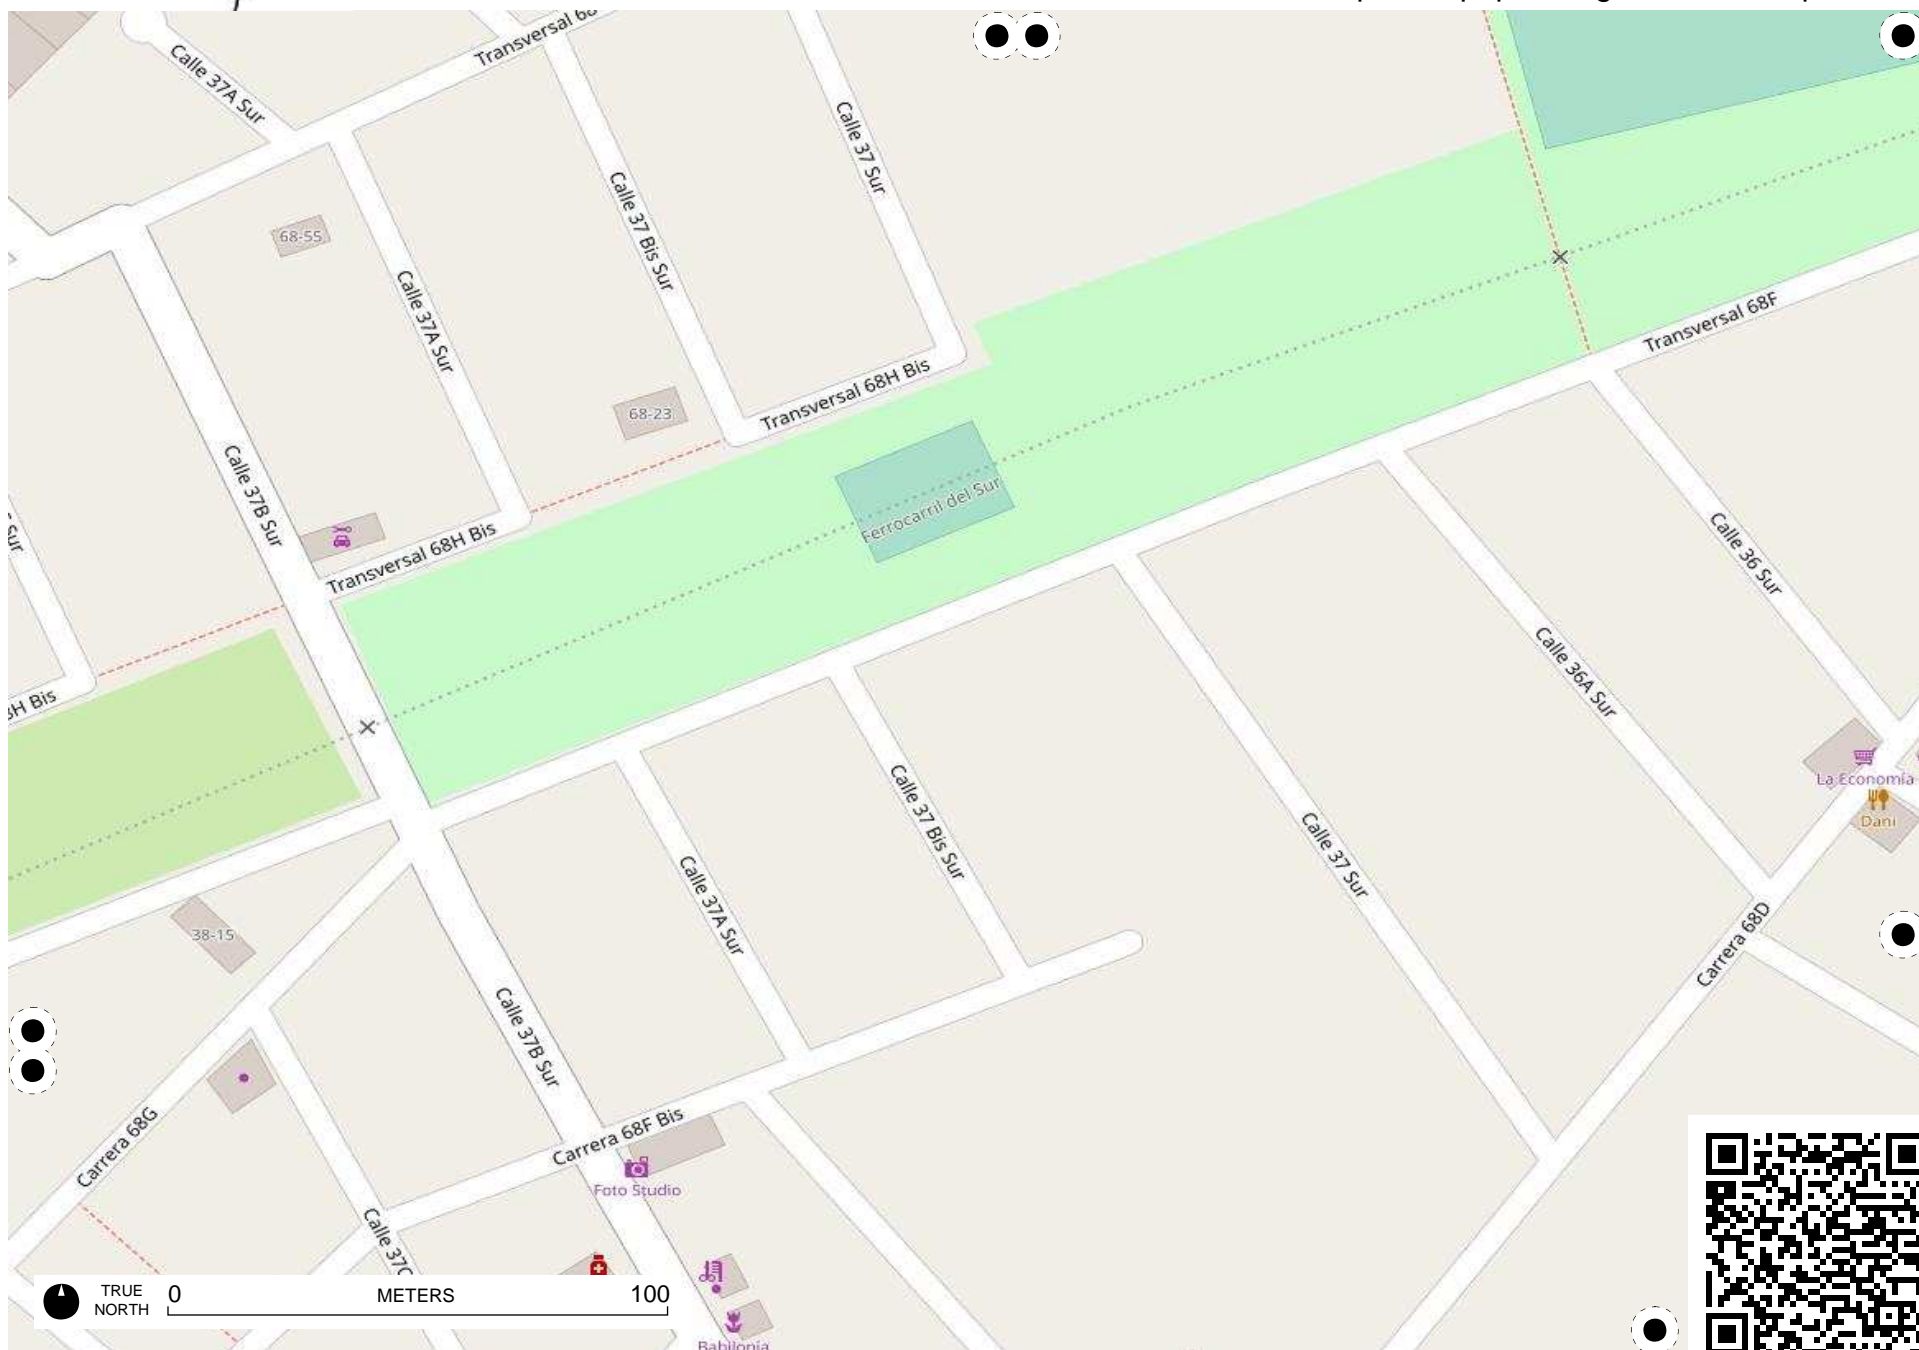 Transversal 68
Calle 37A Sur
Calle 37 Sur
Calle 37 Bis Sur
68-55
Calle 37A Sur
Transversal 68F
68-23
Transversal 68H Bis
Calle 37B Sur
Sur
Ferrocarril del Sur
Transversal 68H Bis
Calle 36 Sur
Calle 36A Sur
H Bis
La Economía
Dani
Calle 37 Bis Sur
Calle 37 Sur
Calle 37A Sur
38-15
Carrera 68D
Calle 37B Sur
Carrera 68G
Carrera 68F Bis
Foto Studio
Calle 37C
TRUE NORTH
0 METERS 100
Babilonia